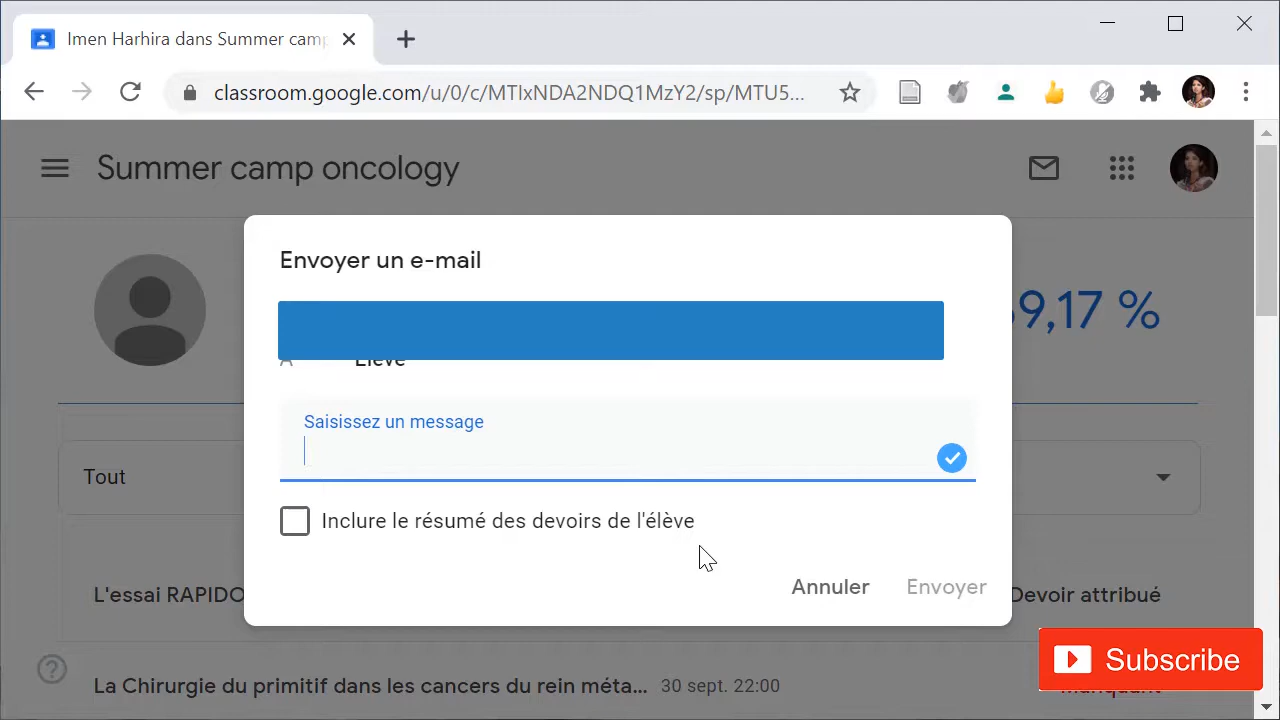 Imen Harhira dans Summer camp
classroom.google.com/u/0/c/MTIxNDA2NDQ1MzY2/sp/MTU5...
Summer camp oncology
Envoyer un e-mail
9,17 %
Élève
Saisissez un message
Tout
Inclure le résumé des devoirs de l'élève
Annuler Envoyer
L'essai RAPIDO
Devoir attribué
Subscribe
La Chirurgie du primitif dans les cancers du rein méta... 30 sept. 22:00
Manquant